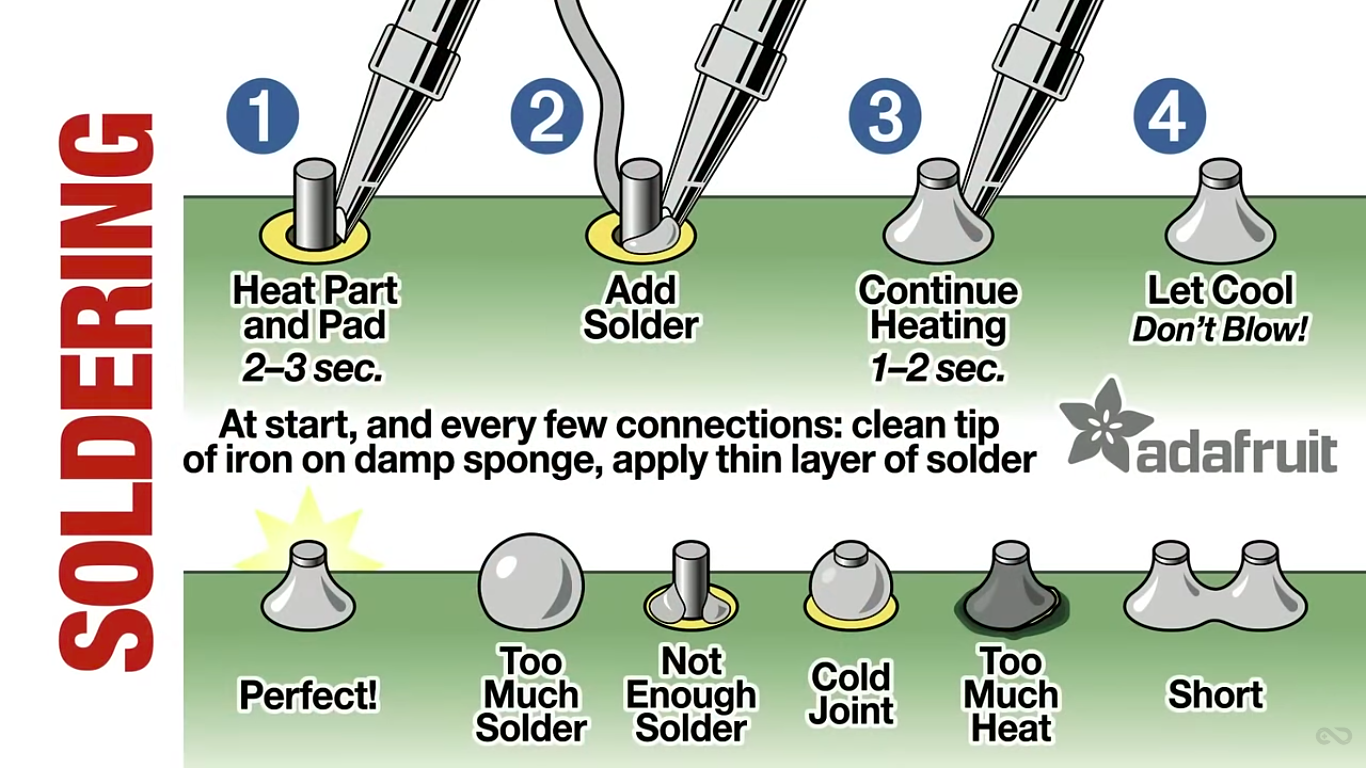 SOLDERING
1
Heat Part
and Pad
2–3 sec.
2
Add
Solder
3
Continue
Heating
1–2 sec.
4
Let Cool
Don't Blow!
At start, and every few connections: clean tip
of iron on damp sponge, apply thin layer of solder
adafruit
Perfect!
Too
Much
Solder
Not
Enough
Solder
Cold
Joint
Too
Much
Heat
Short